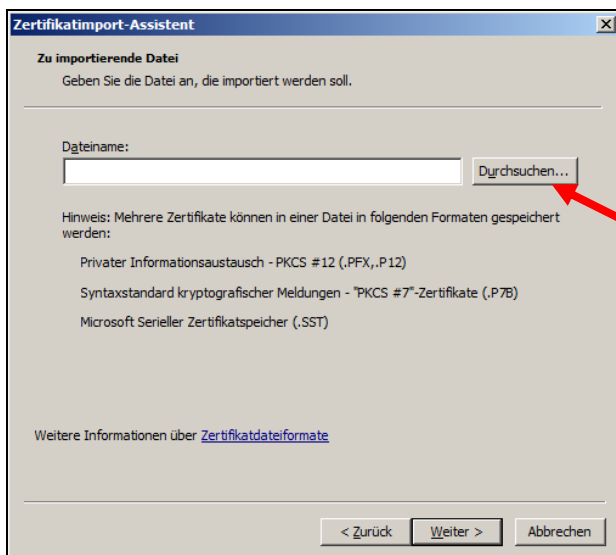 Zertifikatimport-Assistent
Zu importierende Datei
Geben Sie die Datei an, die importiert werden soll.
Dateiname:
Durchsuchen...
Hinweis: Mehrere Zertifikate können in einer Datei in folgenden Formaten gespeichert
werden:
Privater Informationsaustausch - PKCS #12 (.PFX,.P12)
Syntaxstandard kryptografischer Meldungen - "PKCS #7"-Zertifikate (.P7B)
Microsoft Serieller Zertifikatspeicher (.SST)
Weitere Informationen über Zertifikatdateiformate
< Zurück Weiter > Abbrechen